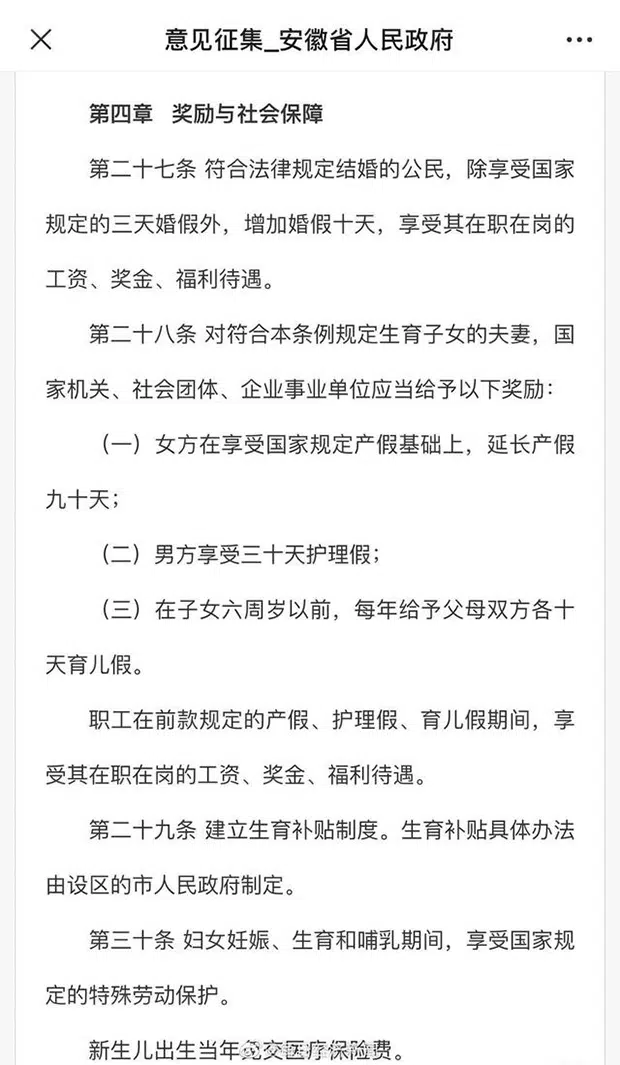 意见征集_安徽省人民政府
第四章 奖励与社会保障
第二十七条 符合法律规定结婚的公民，除享受国家
规定的三天婚假外，增加婚假十天，享受其在职在岗的
工资、奖金、福利待遇。
第二十八条 对符合本条例规定生育子女的夫妻，国
家机关、社会团体、企业事业单位应当给予以下奖励：
（一）女方在享受国家规定产假基础上，延长产假
九十天；
（二）男方享受三十天护理假；
（三）在子女六周岁以前，每年给予父母双方各十
天育儿假。
职工在前款规定的产假、护理假、育儿假期间，享
受其在职在岗的工资、奖金、福利待遇。
第二十九条 建立生育补贴制度。生育补贴具体办法
由设区的市人民政府制定。
第三十条 妇女妊娠、生育和哺乳期间，享受国家规
定的特殊劳动保护。
新生儿出生当年免交医疗保险费。